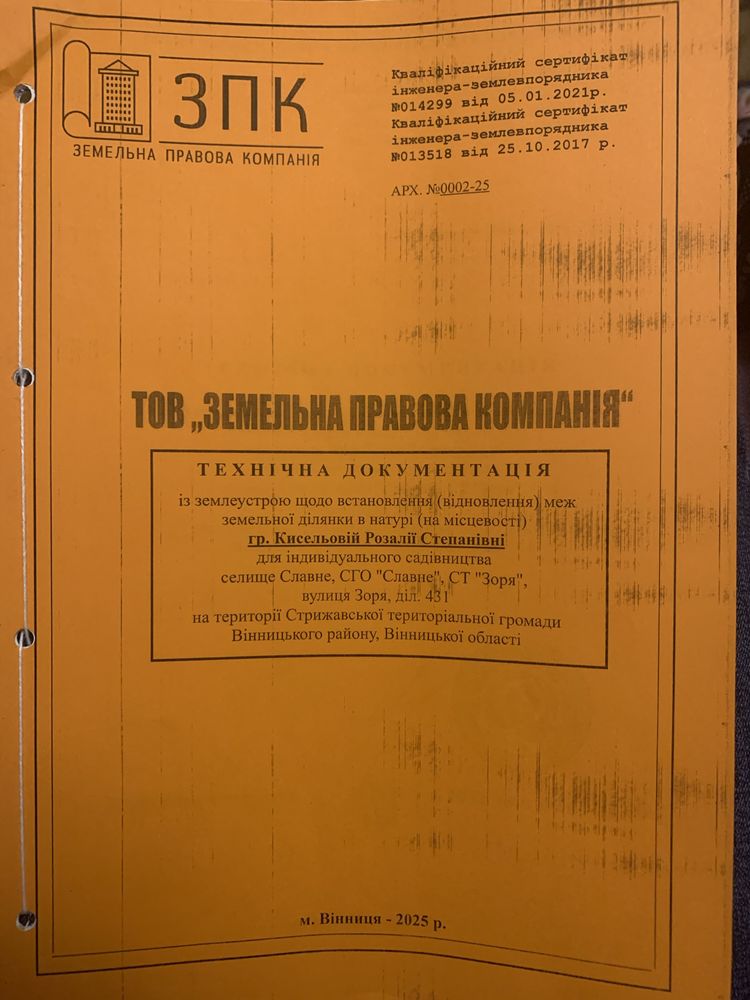 ЗПК
ЗЕМЕЛЬНА ПРАВОВА КОМПАНІЯ
Кваліфікаційний сертифікат
інженера-землевпорядника
№014299 від 05.01.2021р.
Кваліфікаційний сертифікат
інженера-землевпорядника
№013518 від 25.10.2017 р.
АРХ. №0002-25
ТОВ „ЗЕМЕЛЬНА ПРАВОВА КОМПАНІЯ“
ТЕХНІЧНА ДОКУМЕНТАЦІЯ
із землеустрою щодо встановлення (відновлення) меж
земельної ділянки в натурі (на місцевості)
гр. Кисельовій Розалії Степанівні
для індивідуального садівництва
селище Славне, СГО "Славне", СТ "Зоря",
вулиця Зоря, діл. 431
на території Стрижавської територіальної громади
Вінницького району, Вінницької області
м. Вінниця - 2025 р.